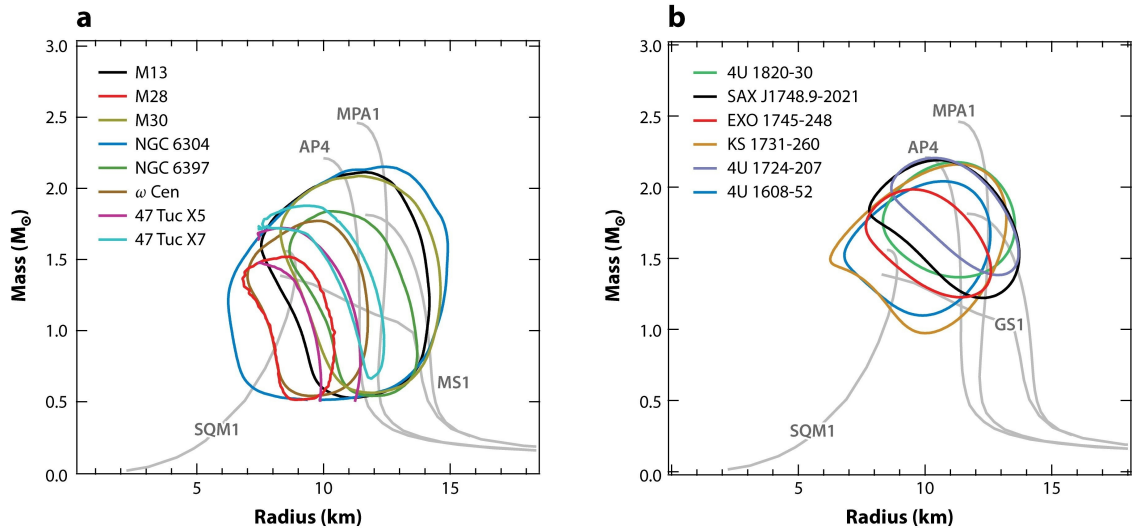 a
3.0
2.5
2.0
1.5
1.0
0.5
0.0
Mass (M⊙)
M13
M28
M30
NGC 6304
NGC 6397
ω Cen
47 Tuc X5
47 Tuc X7
MPA1
AP4
MS1
SQM1
5
10
15
Radius (km)
b
3.0
2.5
2.0
1.5
1.0
0.5
0.0
Mass (M⊙)
4U 1820-30
SAX J1748.9-2021
EXO 1745-248
KS 1731-260
4U 1724-207
4U 1608-52
MPA1
AP4
GS1
SQM1
5
10
15
Radius (km)